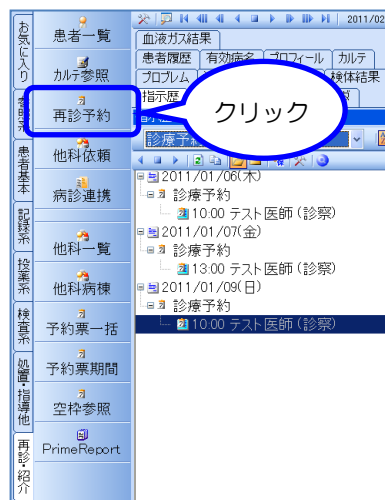 お気に入り
参照系
患者基本
記録系
投薬系
検査系
処置・指導他
再診・紹介
患者一覧
カルテ参照
再診予約
他科依頼
病診連携
他科一覧
他科病棟
予約票一括
予約票期間
空枠参照
PrimeReport
2011/02
血液ガス結果
患者履歴 有効病名 プロフィール カルテ
プロブレム
検体結果
指示歴
クリック
2011/01/06(木)
診療予約
10:00 テスト医師 (診察)
2011/01/07(金)
診療予約
13:00 テスト医師 (診察)
2011/01/09(日)
診療予約
10:00 テスト医師 (診察)